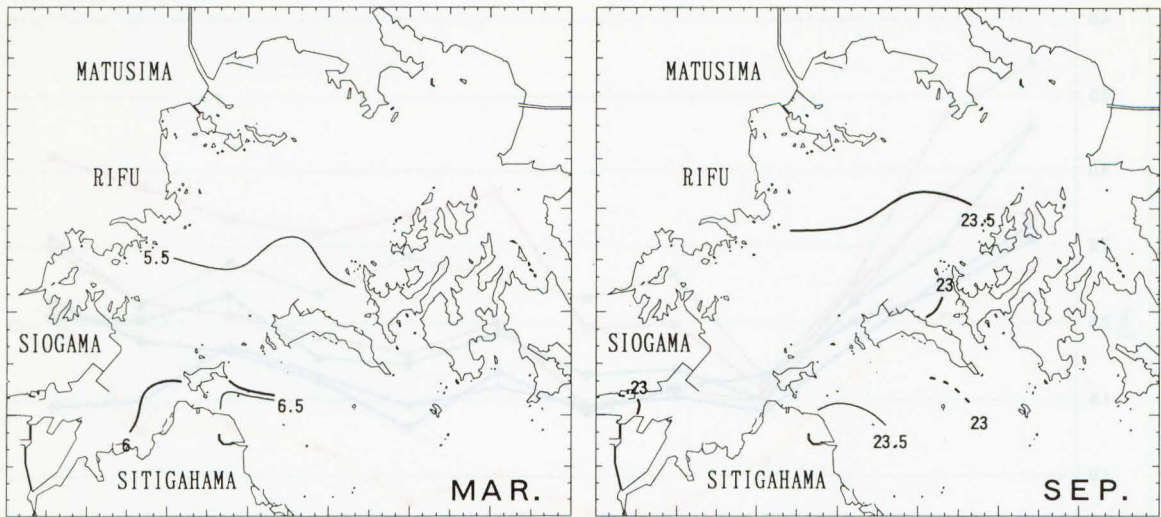 MATUSIMA
RIFU
5.5
SIOGAMA
6.5
6
SITIGAHAMA
MAR.
MATUSIMA
RIFU
23.5
23
SIOGAMA
23
23
23.5
SITIGAHAMA
SEP.